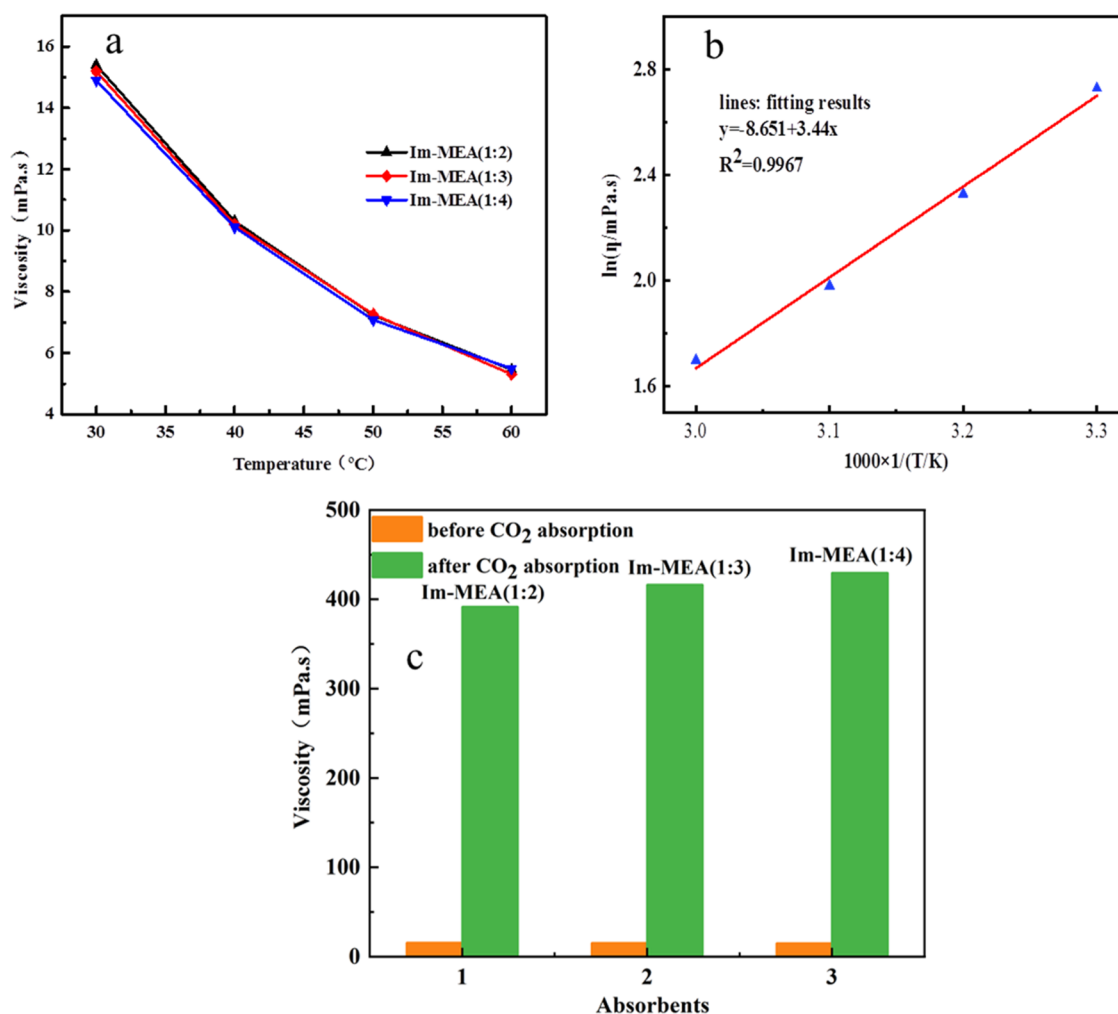 a
16
14
12
10
8
6
4
Viscosity（mPa.s）
Im-MEA(1:2)
Im-MEA(1:3)
Im-MEA(1:4)
30 35 40 45 50 55 60
Temperature（°C）
b
2.8
2.4
2.0
1.6
ln(η/mPa.s)
lines: fitting results
y=-8.651+3.44x
R²=0.9967
3.0 3.1 3.2 3.3
1000×1/(T/K)
500
400
300
200
100
0
Viscosity（mPa.s）
before CO₂ absorption
after CO₂ absorption
Im-MEA(1:2)
Im-MEA(1:3)
Im-MEA(1:4)
c
1 2 3
Absorbents